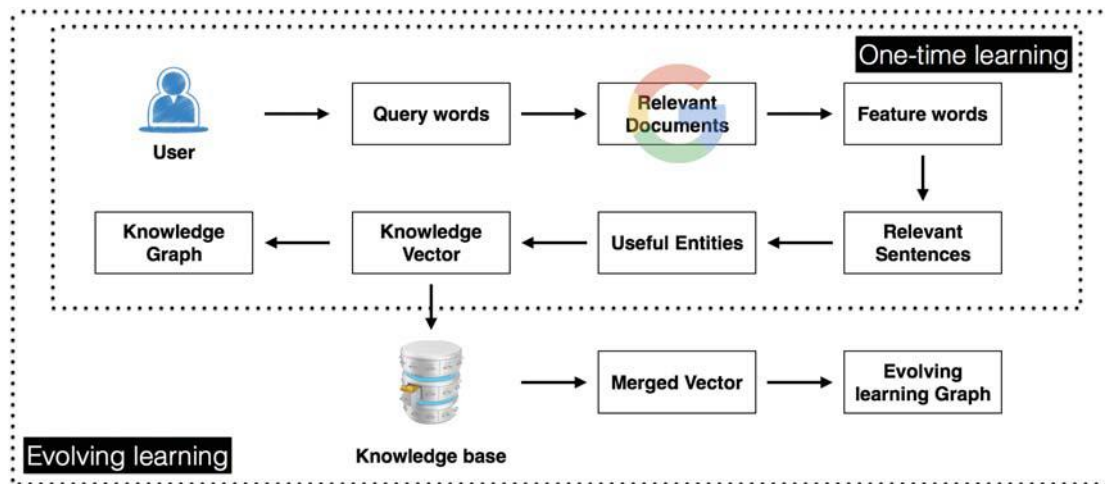 One-time learning
User
Query words
Relevant
Documents
Feature words
Knowledge
Graph
Knowledge
Vector
Useful Entities
Relevant
Sentences
Knowledge base
Merged Vector
Evolving
learning Graph
Evolving learning